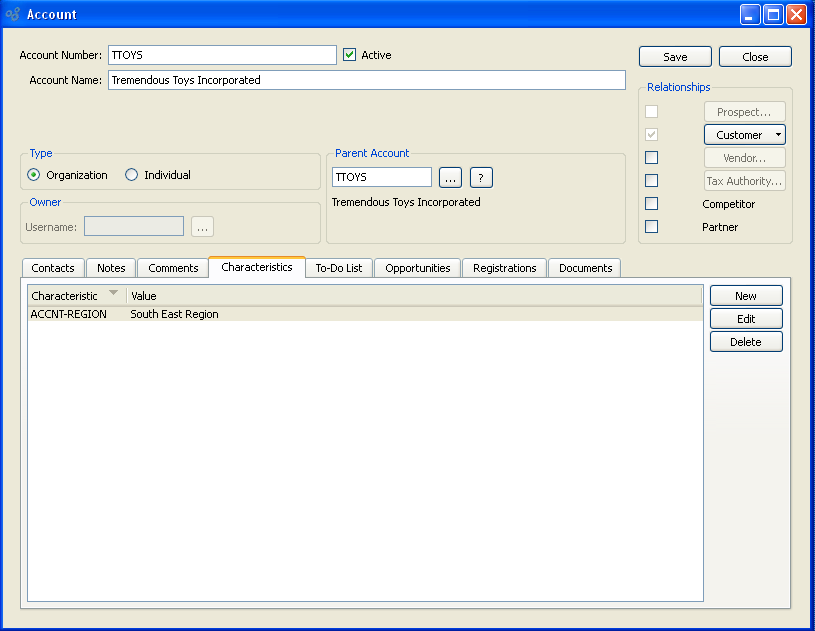 Account
Account Number: TTOYS Active
Account Name: Tremendous Toys Incorporated
Save Close
Relationships
Prospect...
Customer
Vendor...
Tax Authority...
Competitor
Partner
Type
Organization Individual
Owner
Username: ...
Parent Account
TTOYS ... ?
Tremendous Toys Incorporated
Contacts Notes Comments Characteristics To-Do List Opportunities Registrations Documents
Characteristic Value
ACCNT-REGION South East Region
New
Edit
Delete